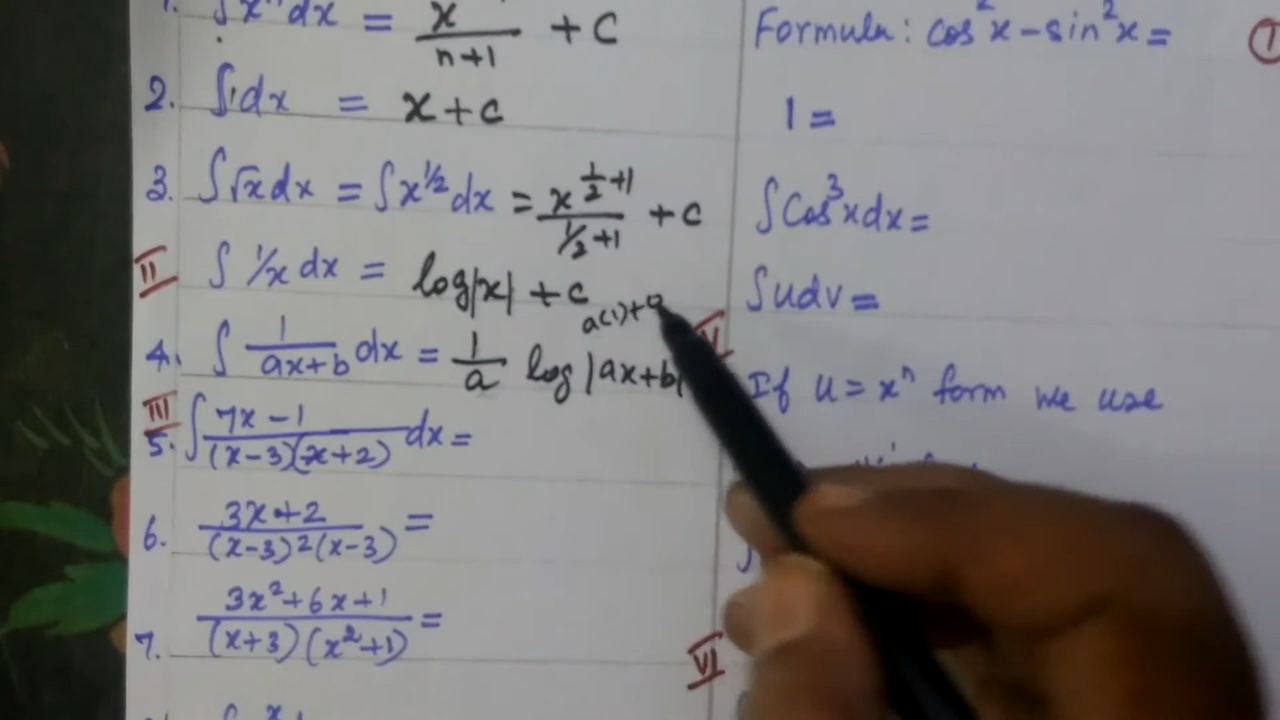 1. ∫xⁿdx = x / n+1 + C
2. ∫1dx = x + c
3. ∫√x dx = ∫x^½ dx = x^(½+1) / ½+1 + c
II ∫ 1/x dx = log|x| + c
a(1)+0
4. ∫ 1 / ax+b dx = 1/a log |ax+b|
III
5. ∫ 7x-1 / (x-3)(x+2) dx =
6. 3x+2 / (x-3)2(x-3) =
7. 3x²+6x+1 / (x+3)(x²+1) =
Formula: cos²x - sin²x =
1 =
∫cos³x dx =
∫udv =
If u = xⁿ form we use
VI